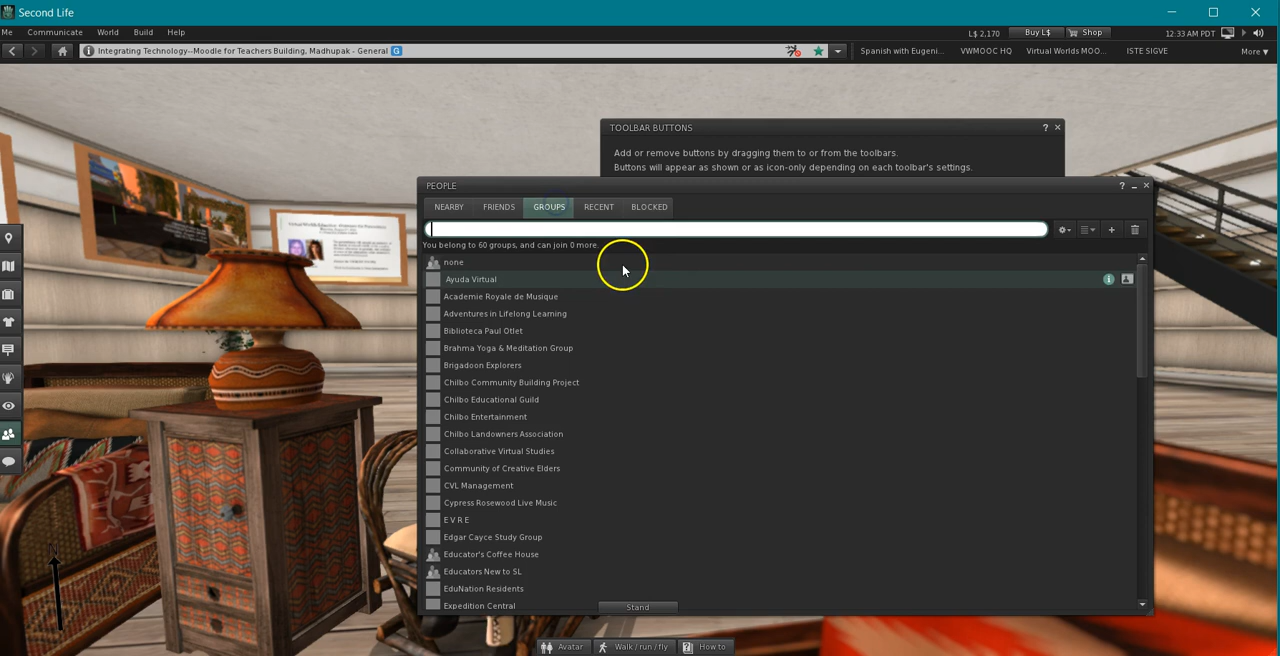 Second Life
Me Communicate World Build Help
L$ 2,170 Buy L$ Shop 12:33 AM PDT
Integrating Technology--Moodle for Teachers Building, Madhupak - General G
Spanish with Eugeni... VWMOOC HQ Virtual Worlds MOO... ISTE SIGVE More
TOOLBAR BUTTONS ?
Add or remove buttons by dragging them to or from the toolbars.
Buttons will appear as shown or as icon-only depending on each toolbar's settings.
PEOPLE ?
NEARBY FRIENDS GROUPS RECENT BLOCKED
You belong to 60 groups, and can join 0 more.
none
Ayuda Virtual
Academie Royale de Musique
Adventures in Lifelong Learning
Biblioteca Paul Otlet
Brahma Yoga & Meditation Group
Brigadoon Explorers
Chilbo Community Building Project
Chilbo Educational Guild
Chilbo Entertainment
Chilbo Landowners Association
Collaborative Virtual Studies
Community of Creative Elders
CVL Management
Cypress Rosewood Live Music
E V R E
Edgar Cayce Study Group
Educator's Coffee House
Educators New to SL
EduNation Residents
Expedition Central
Stand
N
Avatar Walk / run / fly How to